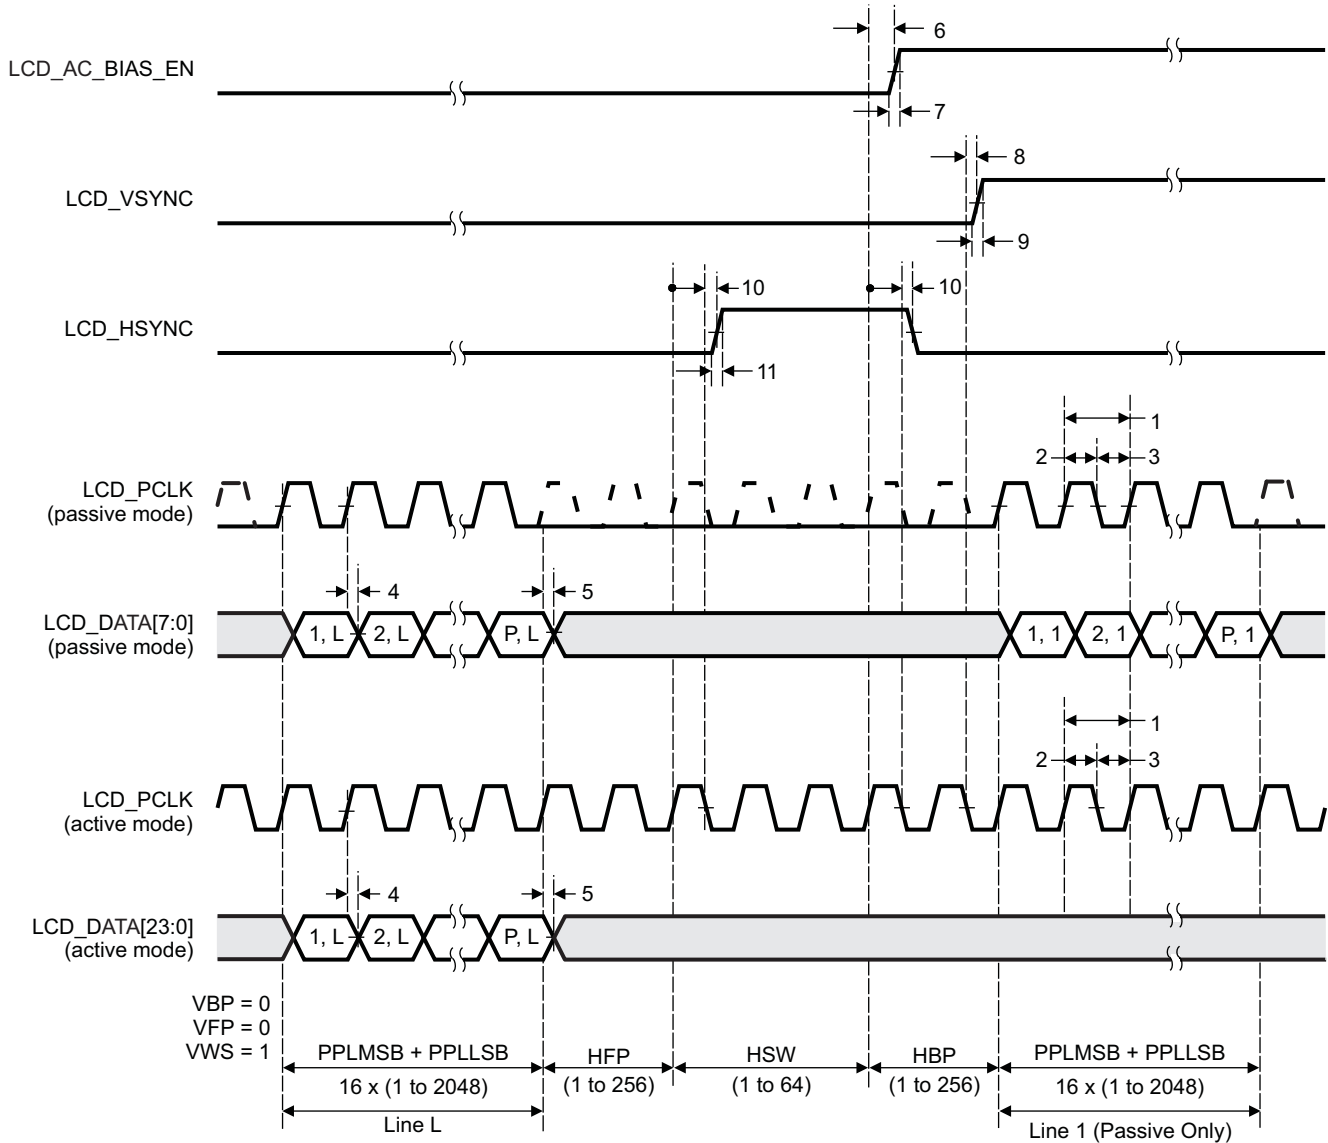 6
LCD_AC_BIAS_EN
7
8
LCD_VSYNC
9
10
10
LCD_HSYNC
11
1
2
3
LCD_PCLK
(passive mode)
4
5
LCD_DATA[7:0]
(passive mode)
1, L
2, L
P, L
1, 1
2, 1
P, 1
1
2
3
LCD_PCLK
(active mode)
4
5
LCD_DATA[23:0]
(active mode)
1, L
2, L
P, L
VBP = 0
VFP = 0
VWS = 1
PPLMSB + PPLLSB
16 x (1 to 2048)
Line L
HFP
(1 to 256)
HSW
(1 to 64)
HBP
(1 to 256)
PPLMSB + PPLLSB
16 x (1 to 2048)
Line 1 (Passive Only)